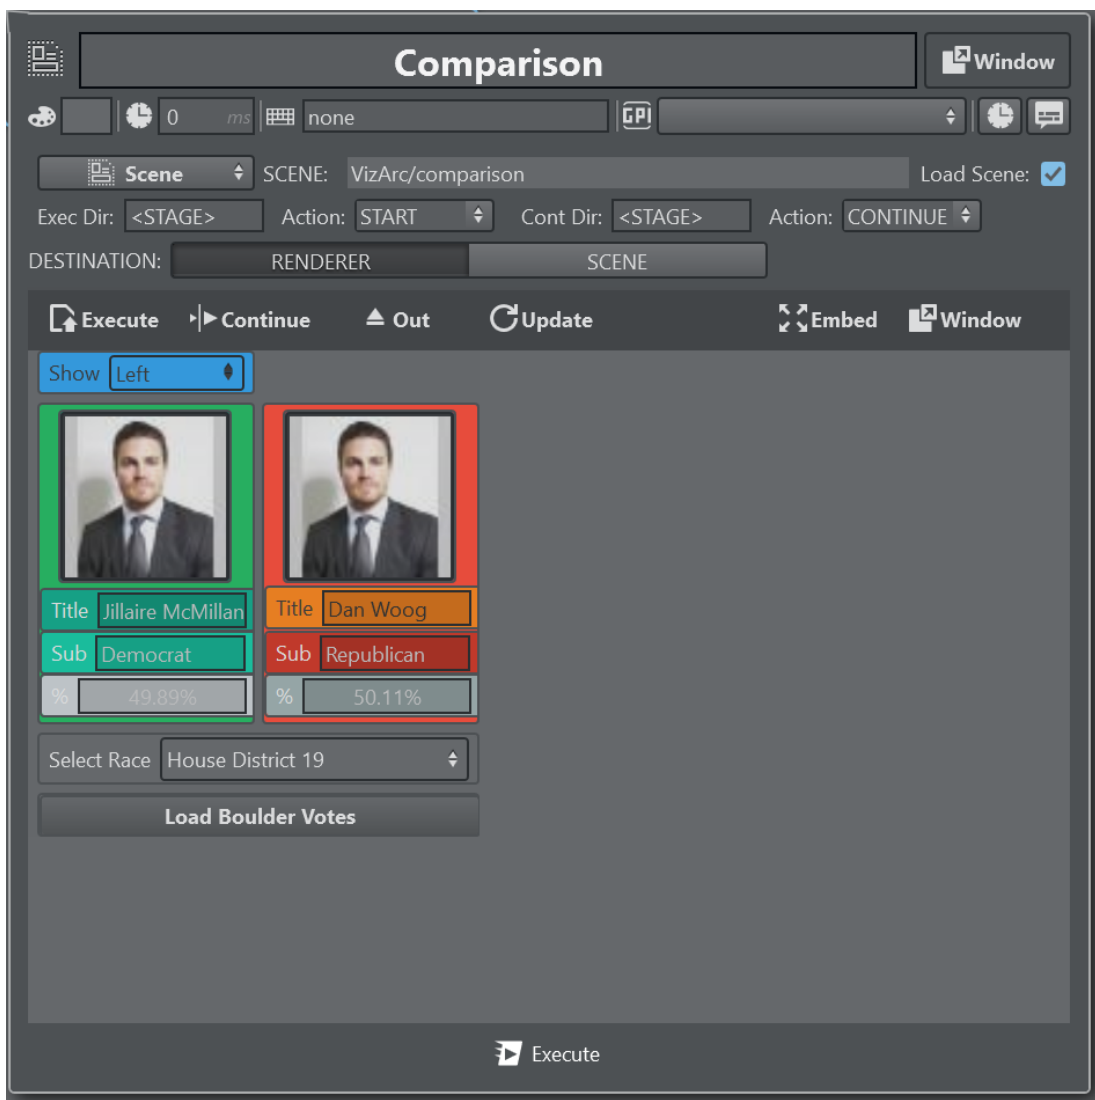 Comparison Window
0 ms none GPI
Scene SCENE: VizArc/comparison Load Scene:
Exec Dir: <STAGE> Action: START Cont Dir: <STAGE> Action: CONTINUE
DESTINATION: RENDERER SCENE
Execute Continue Out Update Embed Window
Show Left
Title Jillaire McMillan Title Dan Woog
Sub Democrat Sub Republican
% 49.89% % 50.11%
Select Race House District 19
Load Boulder Votes
Execute